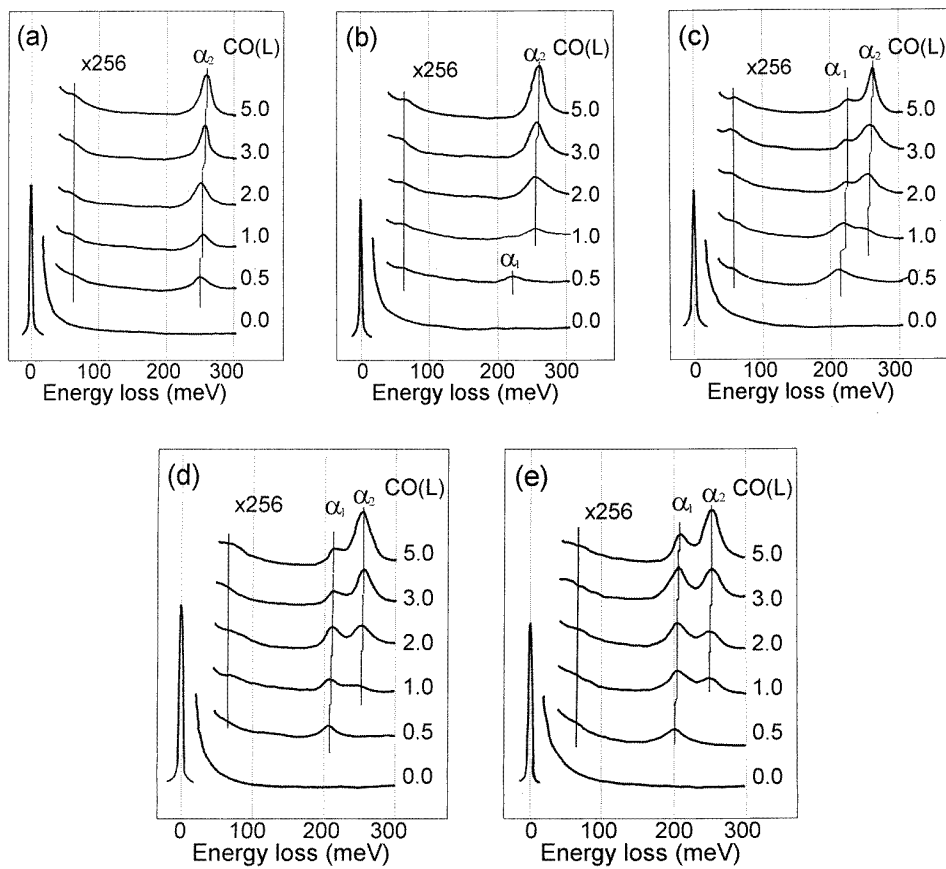 (a)
CO(L)
α₂
x256
5.0
3.0
2.0
1.0
0.5
0.0
0 100 200 300
Energy loss (meV)
(b)
CO(L)
α₂
x256
5.0
3.0
2.0
1.0
α₁
0.5
0.0
0 100 200 300
Energy loss (meV)
(c)
CO(L)
α₂
α₁
x256
5.0
3.0
2.0
1.0
0.5
0.0
0 100 200 300
Energy loss (meV)
(d)
CO(L)
x256
α₁ α₂
5.0
3.0
2.0
1.0
0.5
0.0
0 100 200 300
Energy loss (meV)
(e)
CO(L)
x256
α₁ α₂
5.0
3.0
2.0
1.0
0.5
0.0
0 100 200 300
Energy loss (meV)